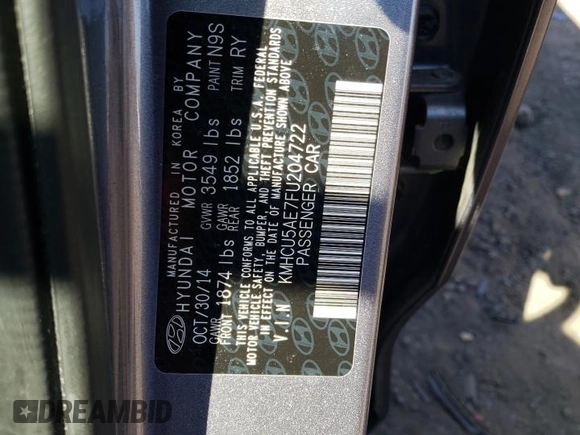 MANUFACTURED IN KOREA BY
HYUNDAI MOTOR COMPANY
OCT/30/14 GVWR 3549 lbs PAINT N9S
GAWR FRONT 1874 lbs GAWR REAR 1852 lbs TRIM RY
THIS VEHICLE CONFORMS TO ALL APPLICABLE U.S.A. FEDERAL
MOTOR VEHICLE SAFETY, BUMPER, AND THEFT PREVENTION STANDARDS
IN EFFECT ON THE DATE OF MANUFACTURE SHOWN ABOVE
V.I.N KMHCU5AE7FU204722
PASSENGER CAR
DREAMBID